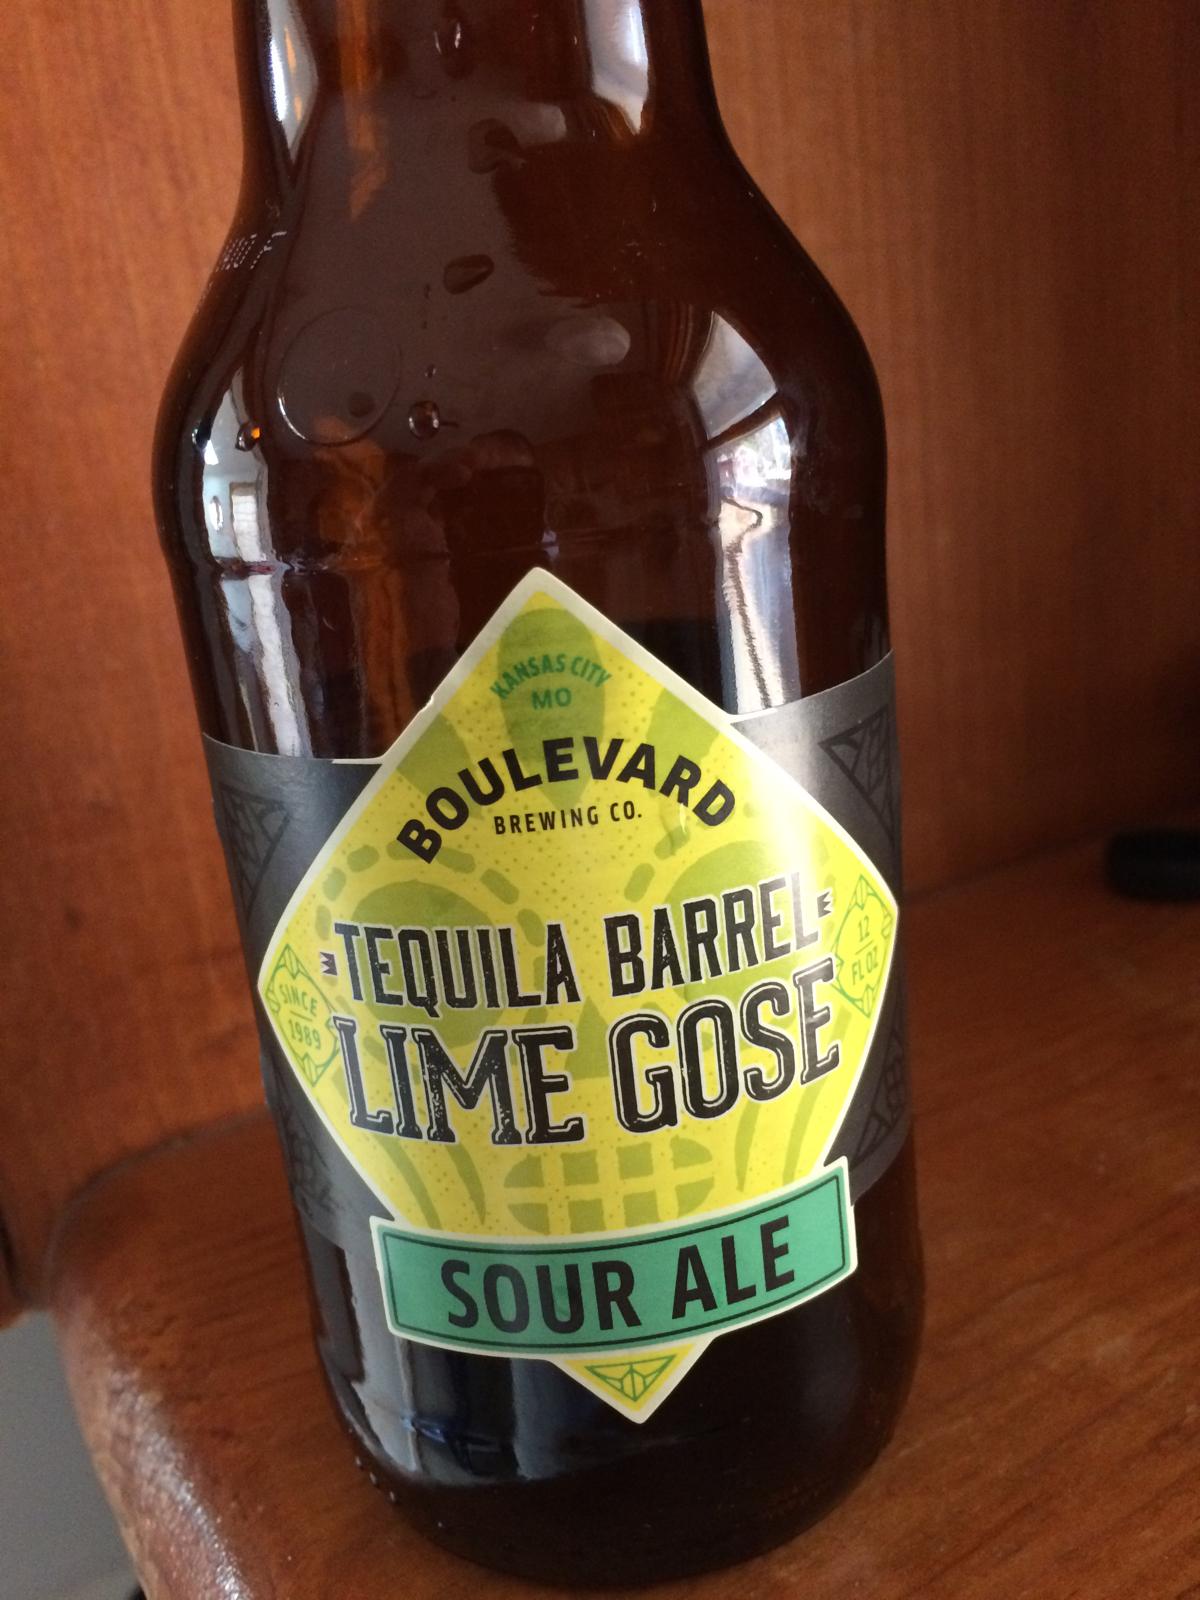 KANSAS CITY
MO
BOULEVARD
BREWING CO.
TEQUILA BARREL
LIME GOSE
SINCE
1989
12
FL OZ
SOUR ALE